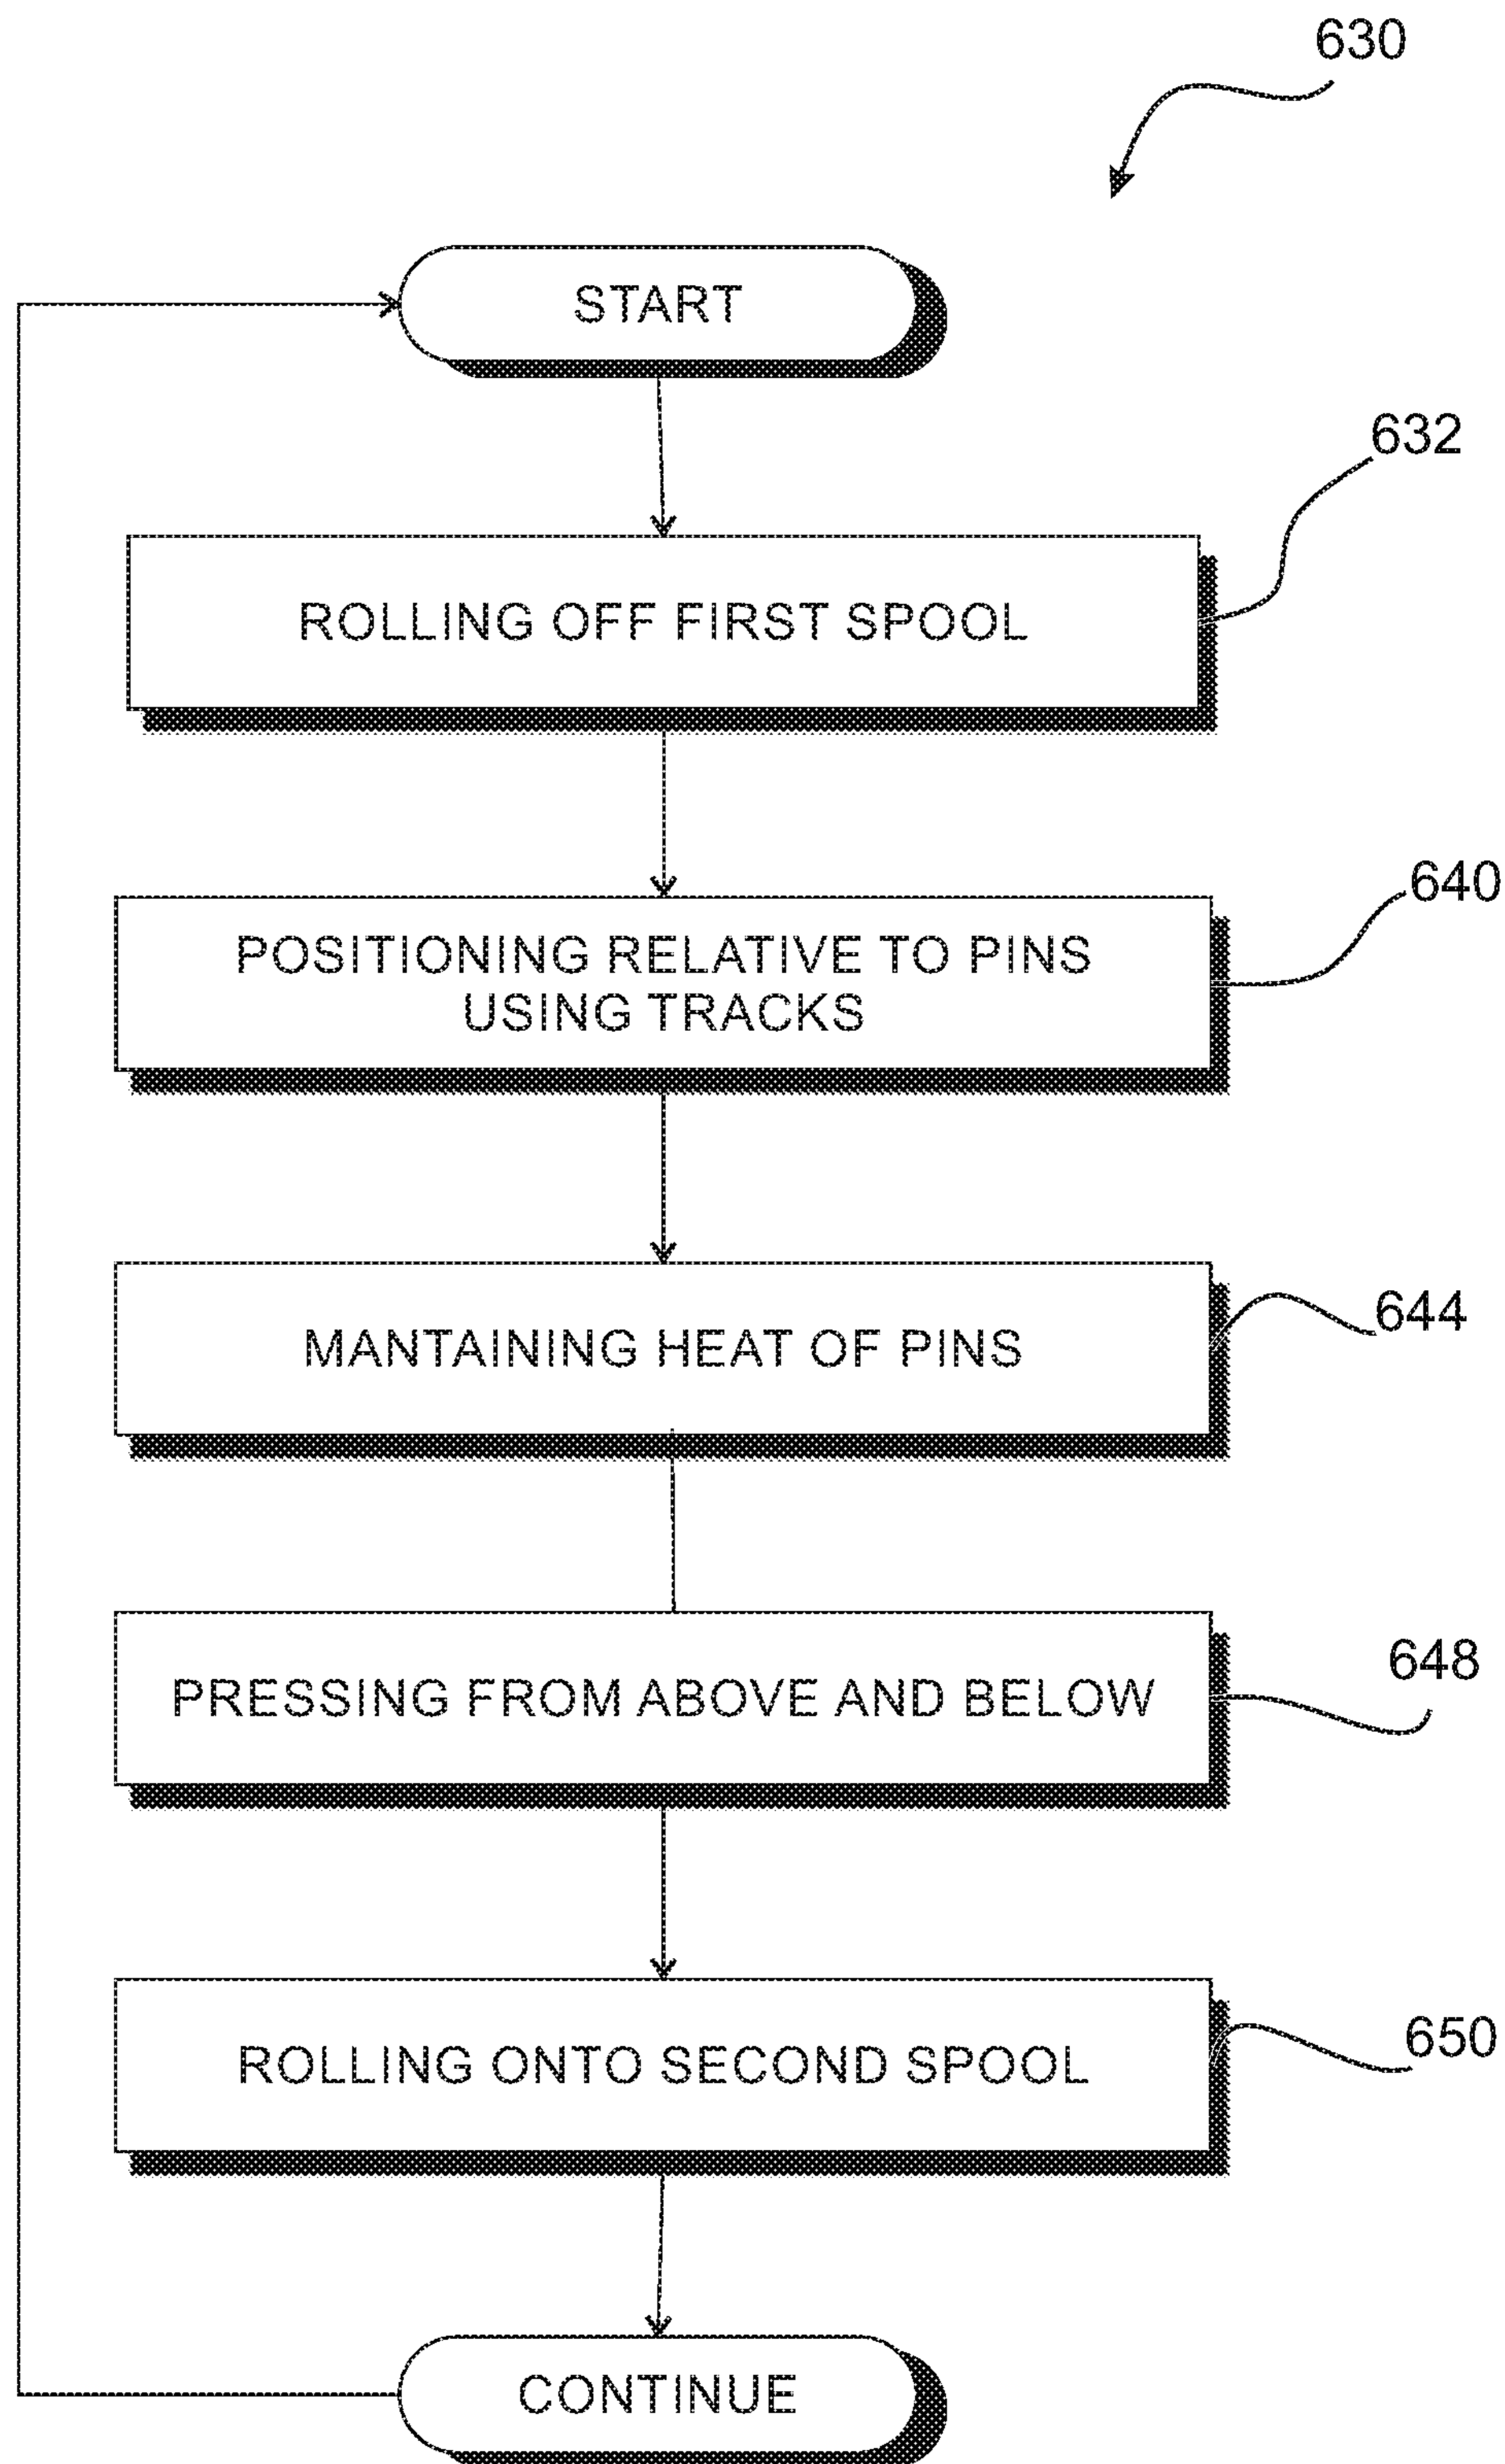 630
START
632
ROLLING OFF FIRST SPOOL
640
POSITIONING RELATIVE TO PINS
USING TRACKS
644
MANTAINING HEAT OF PINS
648
PRESSING FROM ABOVE AND BELOW
650
ROLLING ONTO SECOND SPOOL
CONTINUE